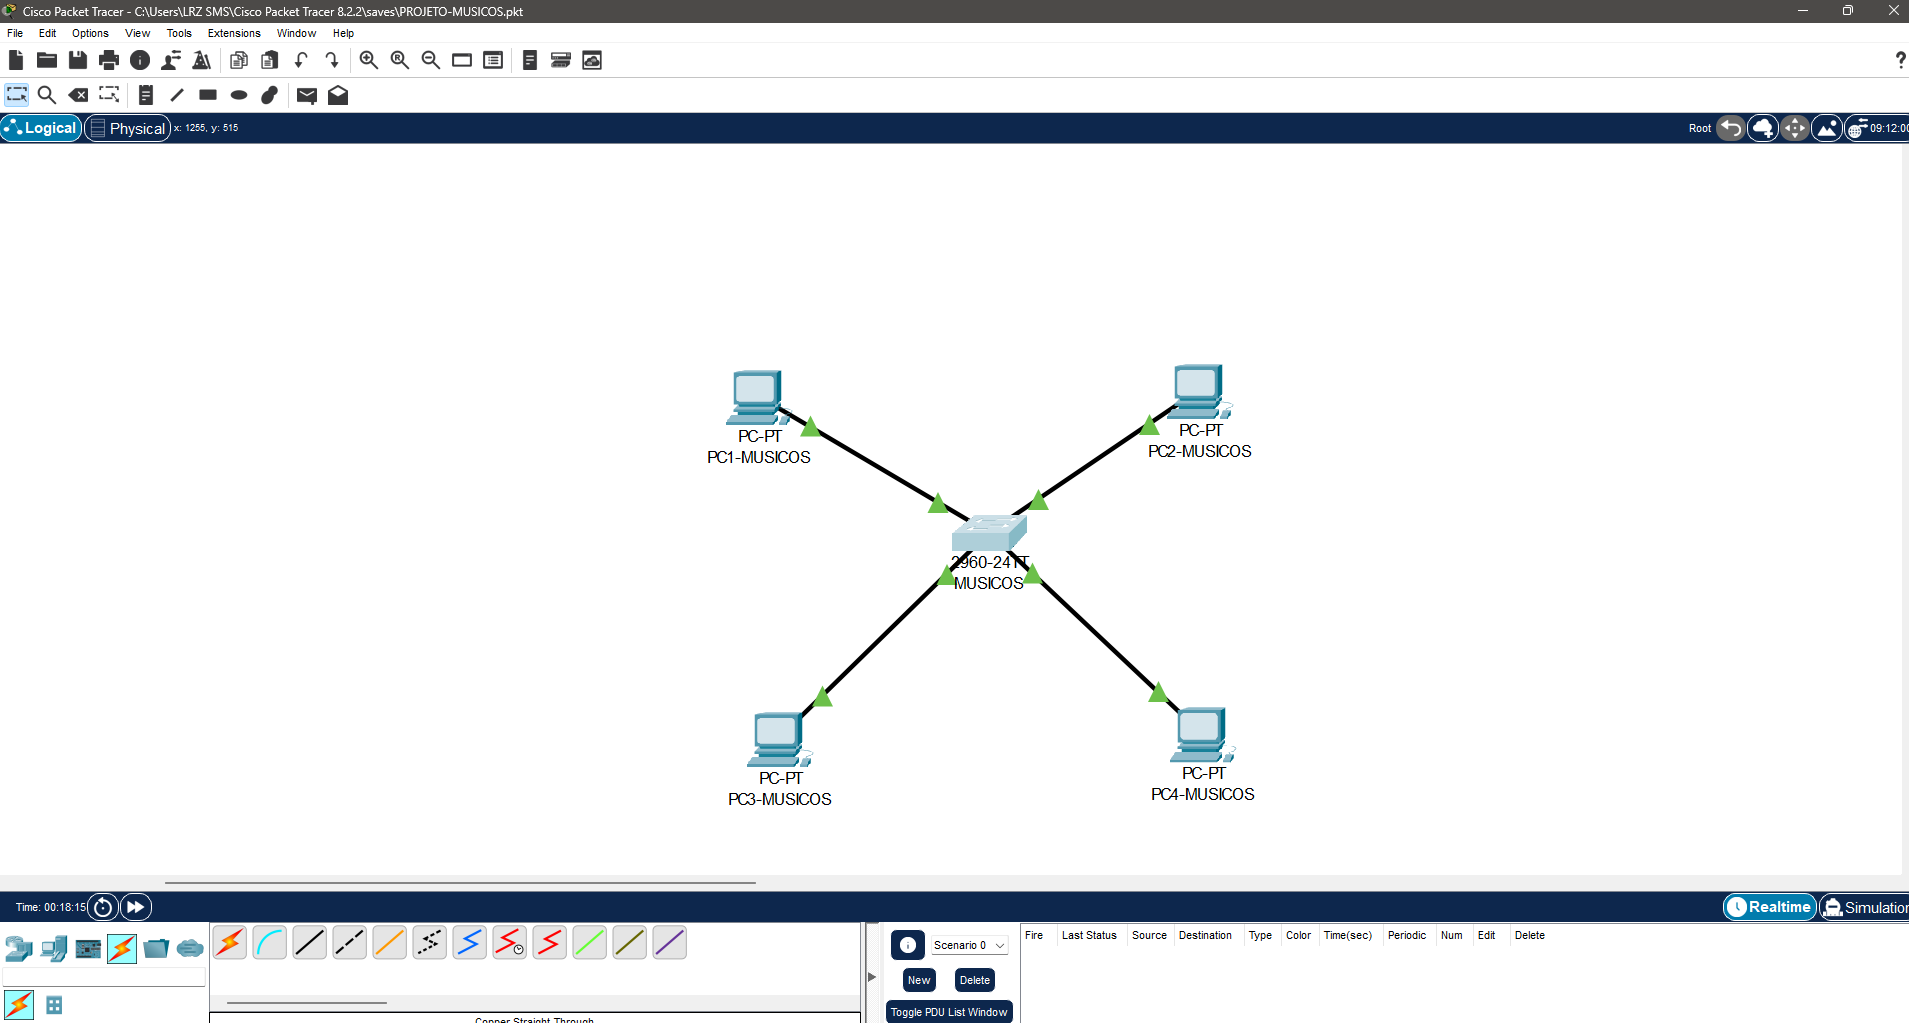 Cisco Packet Tracer - C:\Users\LRZ SMS\Cisco Packet Tracer 8.2.2\saves\PROJETO-MUSICOS.pkt
File Edit Options View Tools Extensions Window Help
?
Logical Physical x: 1255, y: 515 Root 09:12:00
PC-PT
PC1-MUSICOS
PC-PT
PC2-MUSICOS
2960-24TT
MUSICOS
PC-PT
PC3-MUSICOS
PC-PT
PC4-MUSICOS
Time: 00:18:15 Realtime Simulation
Scenario 0
New Delete
Toggle PDU List Window
Fire Last Status Source Destination Type Color Time(sec) Periodic Num Edit Delete
Copper Straight-Through